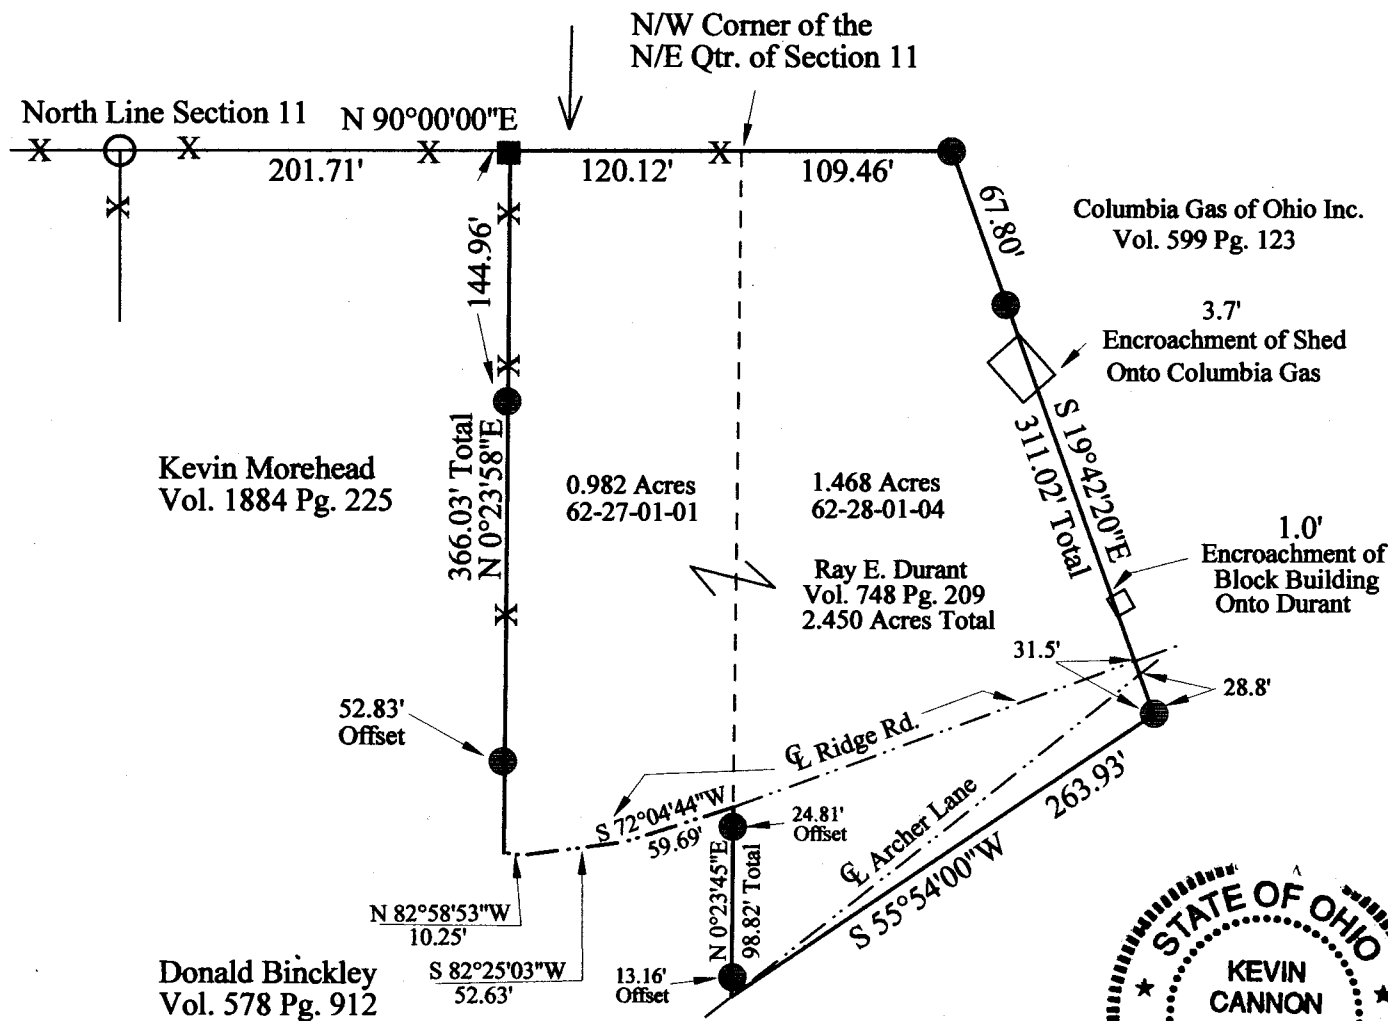 N/W Corner of the
N/E Qtr. of Section 11
North Line Section 11
N 90°00'00"E
X X X X
201.71'
120.12'
109.46'
X
X
X
X
144.96'
67.80'
Columbia Gas of Ohio Inc.
Vol. 599 Pg. 123
3.7'
Encroachment of Shed
Onto Columbia Gas
366.03' Total
N 0°23'58"E
S 19°42'20"E
311.02' Total
Kevin Morehead
Vol. 1884 Pg. 225
0.982 Acres
62-27-01-01
1.468 Acres
62-28-01-04
1.0'
Encroachment of
Block Building
Onto Durant
Ray E. Durant
Vol. 748 Pg. 209
2.450 Acres Total
31.5'
28.8'
52.83'
Offset
℄ Ridge Rd.
S 72°04'44"W
59.69'
24.81'
Offset
℄ Archer Lane
263.93'
S 55°54'00"W
N 0°23'45"E
98.82' Total
N 82°58'53"W
10.25'
S 82°25'03"W
52.63'
13.16'
Offset
Donald Binckley
Vol. 578 Pg. 912
STATE OF OHIO
KEVIN
CANNON